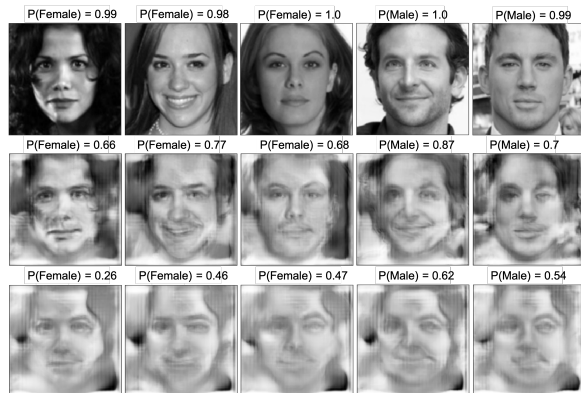 P(Female) = 0.99 P(Female) = 0.98 P(Female) = 1.0 P(Male) = 1.0 P(Male) = 0.99
P(Female) = 0.66 P(Female) = 0.77 P(Female) = 0.68 P(Male) = 0.87 P(Male) = 0.7
P(Female) = 0.26 P(Female) = 0.46 P(Female) = 0.47 P(Male) = 0.62 P(Male) = 0.54